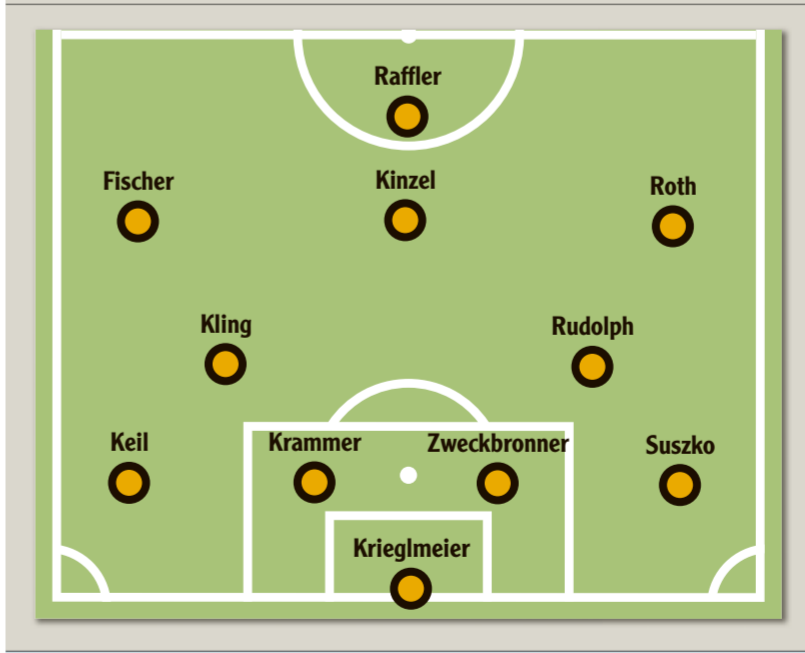 Raffler
Fischer
Kinzel
Roth
Kling
Rudolph
Keil
Krammer
Zweckbronner
Suszko
Krieglmeier